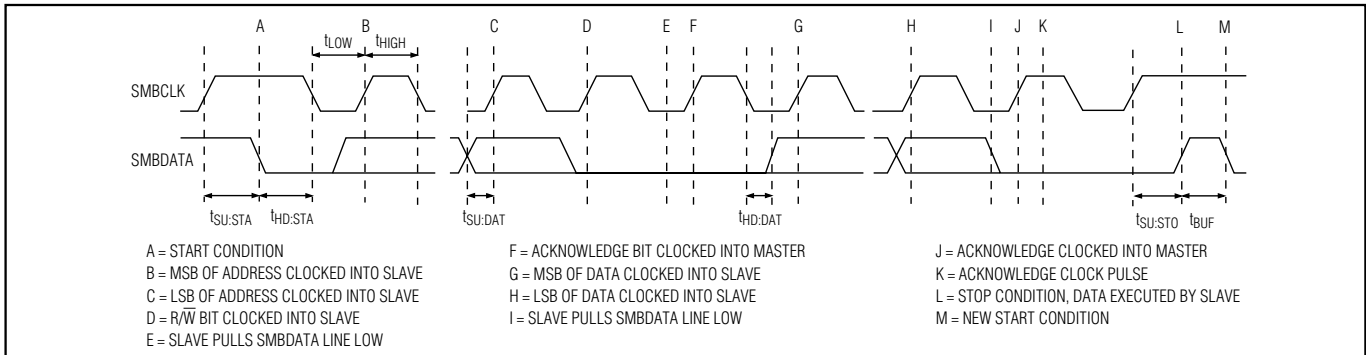 A B C D E F G H I J K L M
tLOW tHIGH
SMBCLK
SMBDATA
tSU:STA tHD:STA tSU:DAT tHD:DAT tSU:STO tBUF
A = START CONDITION
B = MSB OF ADDRESS CLOCKED INTO SLAVE
C = LSB OF ADDRESS CLOCKED INTO SLAVE
D = R/W̅ BIT CLOCKED INTO SLAVE
E = SLAVE PULLS SMBDATA LINE LOW
F = ACKNOWLEDGE BIT CLOCKED INTO MASTER
G = MSB OF DATA CLOCKED INTO SLAVE
H = LSB OF DATA CLOCKED INTO SLAVE
I = SLAVE PULLS SMBDATA LINE LOW
J = ACKNOWLEDGE CLOCKED INTO MASTER
K = ACKNOWLEDGE CLOCK PULSE
L = STOP CONDITION, DATA EXECUTED BY SLAVE
M = NEW START CONDITION